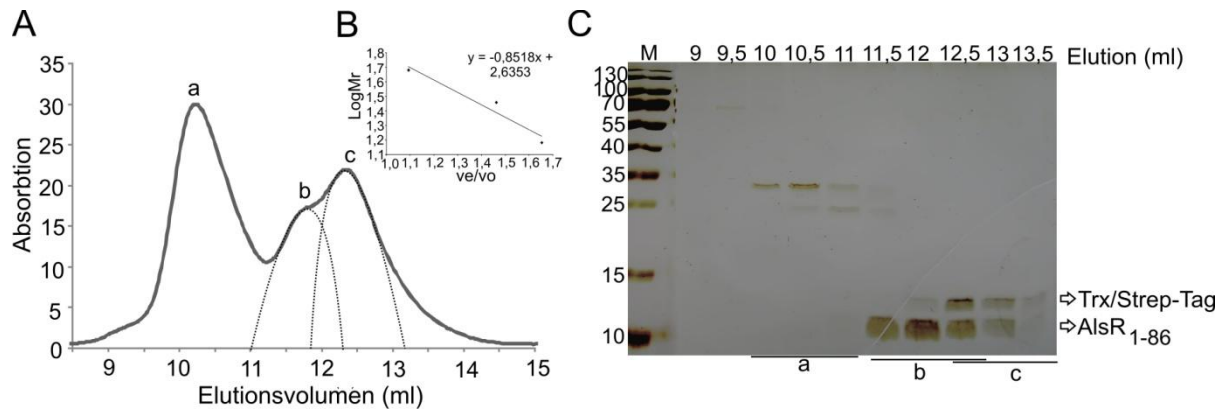 A
B
C
35
30
25
20
15
10
5
0
Absorbtion
9
10
11
12
13
14
15
Elutionsvolumen (ml)
a
b
c
1,8
1,7
1,6
1,5
1,4
1,3
1,2
1,1
LogMr
y = -0,8518x +
2,6353
1,0 1,1 1,2 1,3 1,4 1,5 1,6 1,7
ve/vo
M 9 9,5 10 10,5 11 11,5 12 12,5 13 13,5 Elution (ml)
130
100
70
55
40
35
25
15
10
⇨Trx/Strep-Tag
⇨AlsR1-86
a
b
c